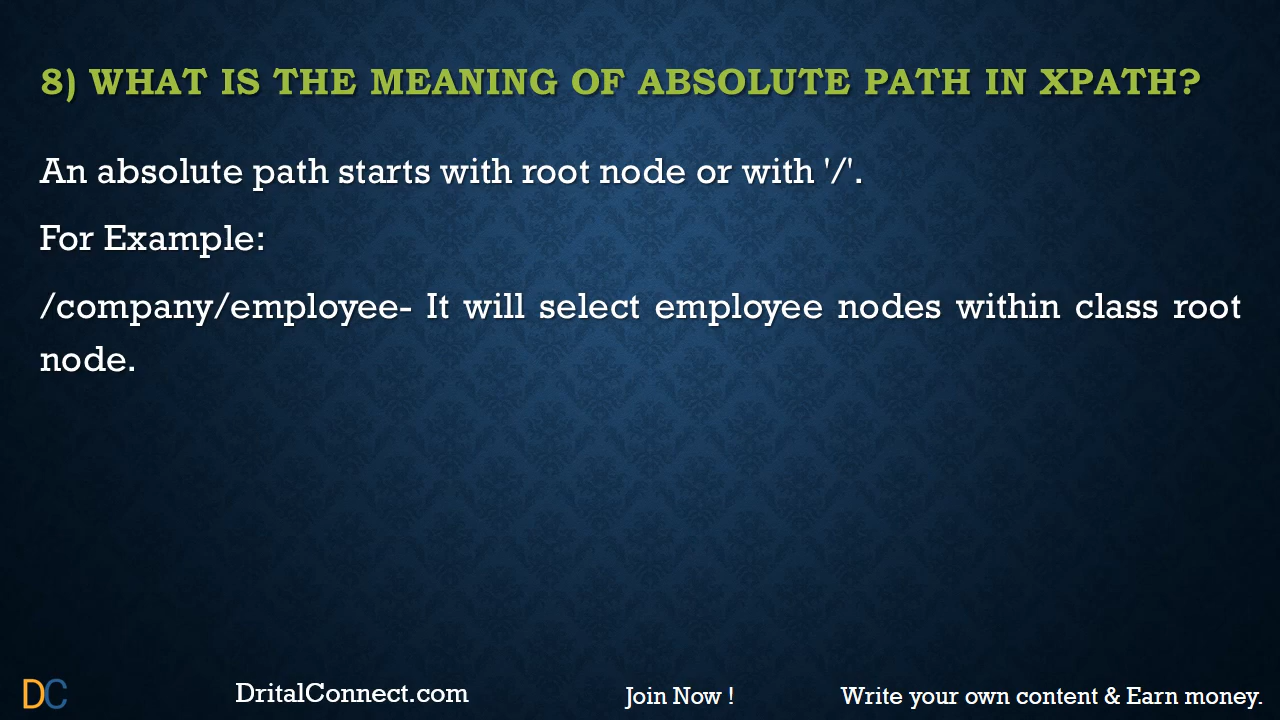 8) WHAT IS THE MEANING OF ABSOLUTE PATH IN XPATH?
An absolute path starts with root node or with '/'.
For Example:
/company/employee- It will select employee nodes within class root
node.
DC
DritalConnect.com
Join Now !
Write your own content & Earn money.